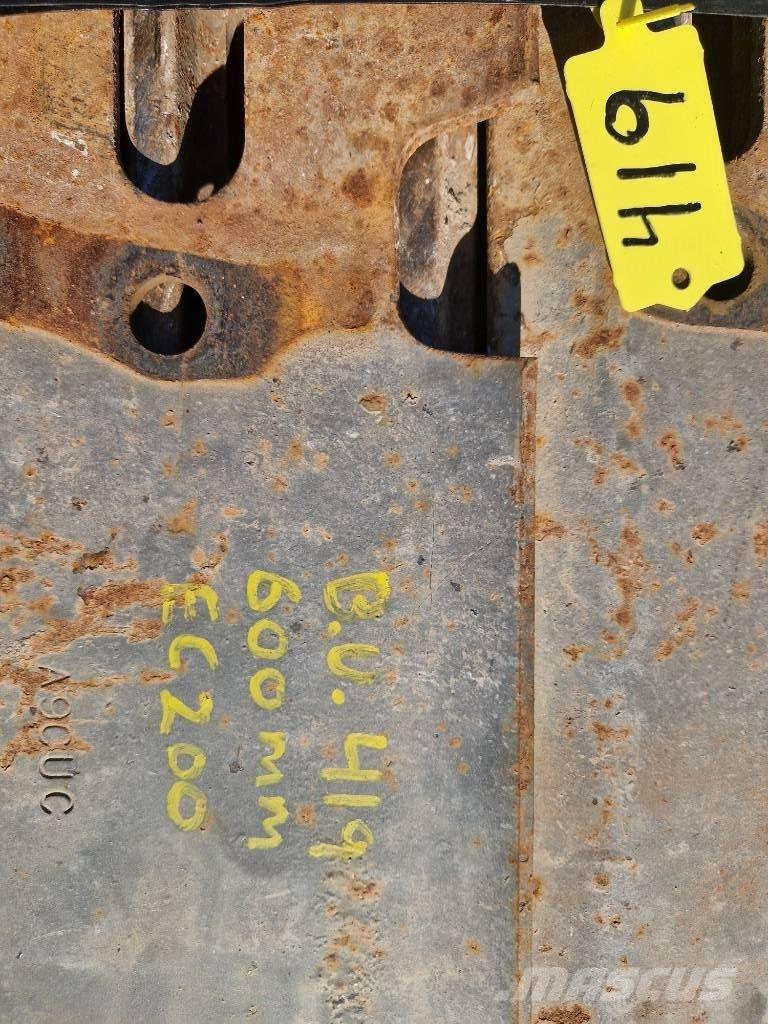 419
B.U. 419
600 mm
EC200
A90UC
MASCUS